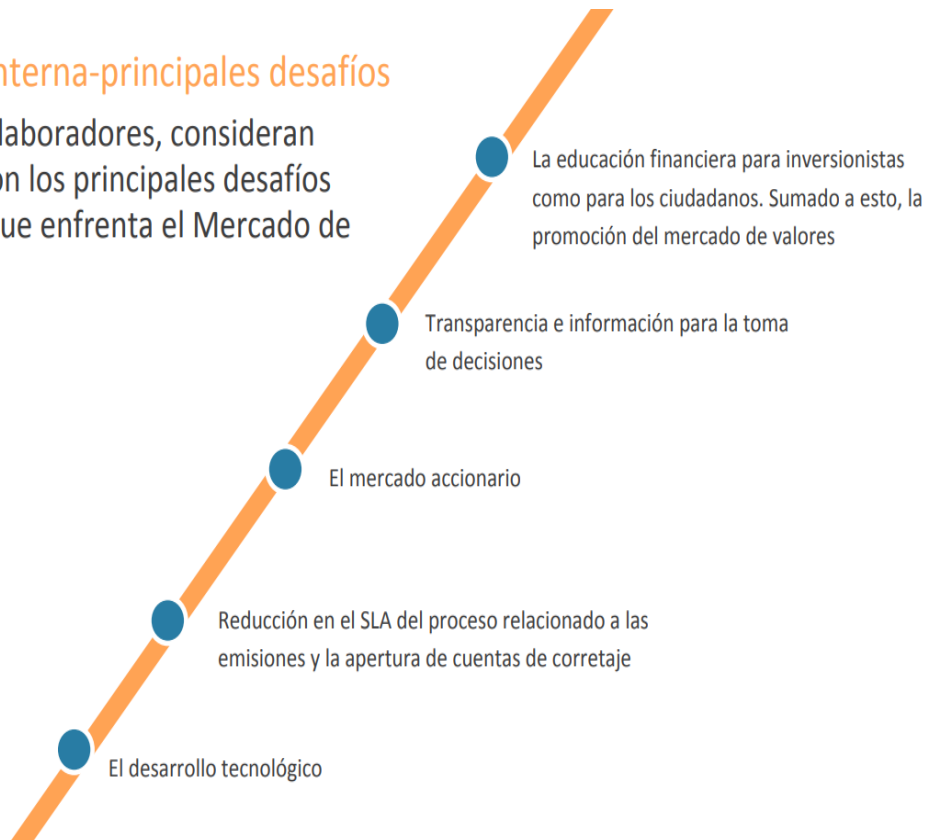 nterna-principales desafíos
laboradores, consideran
on los principales desafíos
ue enfrenta el Mercado de
La educación financiera para inversionistas
como para los ciudadanos. Sumado a esto, la
promoción del mercado de valores
Transparencia e información para la toma
de decisiones
El mercado accionario
Reducción en el SLA del proceso relacionado a las
emisiones y la apertura de cuentas de corretaje
El desarrollo tecnológico